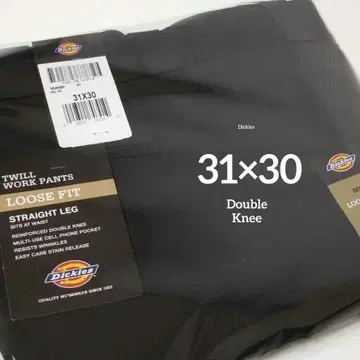 Dickies
31X30
TWILL
WORK PANTS
LOOSE FIT
STRAIGHT LEG
SITS AT WAIST
REINFORCED DOUBLE KNEE
MULTI-USE CELL PHONE POCKET
RESISTS WRINKLES
EASY CARE STAIN RELEASE
Dickies
QUALITY WORKWEAR SINCE 1922
Dickies
31×30
Double
Knee
Dickies